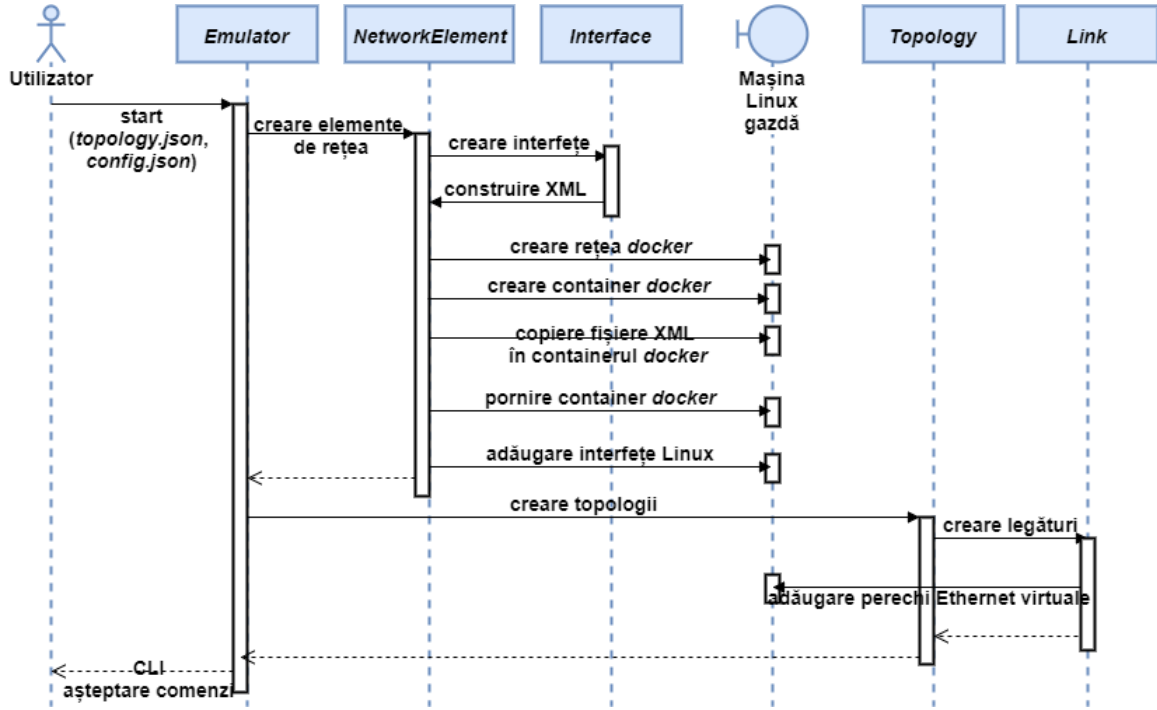 Emulator
NetworkElement
Interface
Topology
Link
Utilizator
Mașina
Linux
gazdă
start
(topology.json,
config.json)
creare elemente
de rețea
creare interfețe
construire XML
creare rețea docker
creare container docker
copiere fișiere XML
în containerul docker
pornire container docker
adăugare interfețe Linux
creare topologii
creare legături
adăugare perechi Ethernet virtuale
CLI
așteptare comenzi